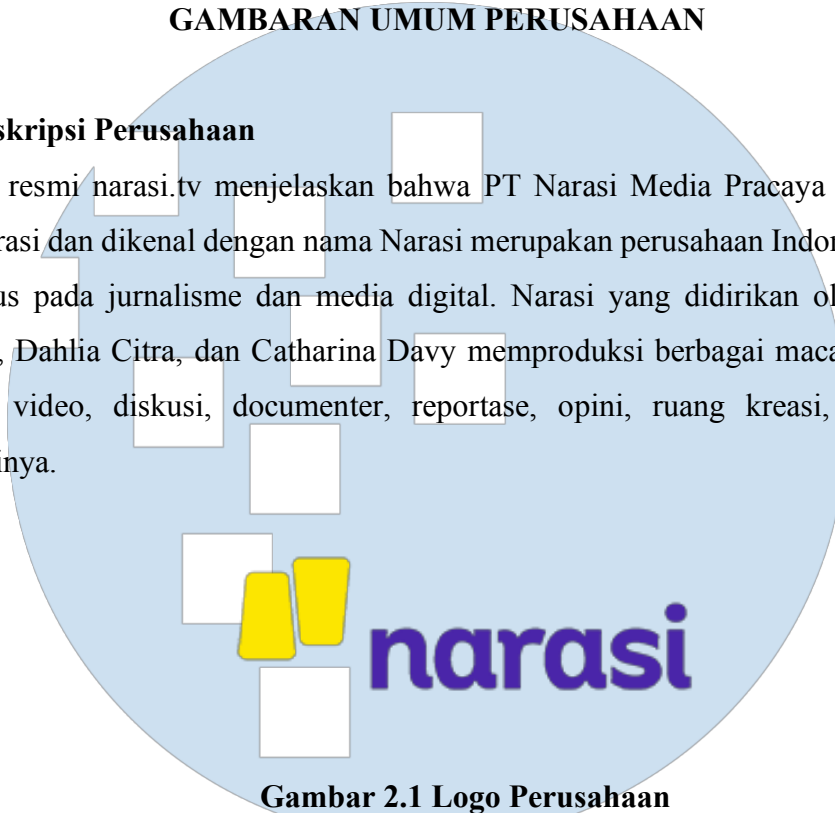 GAMBARAN UMUM PERUSAHAAN
skripsi Perusahaan
resmi narasi.tv menjelaskan bahwa PT Narasi Media Pracaya
rasi dan dikenal dengan nama Narasi merupakan perusahaan Indon
us pada jurnalisme dan media digital. Narasi yang didirikan ol
, Dahlia Citra, dan Catharina Davy memproduksi berbagai maca
video, diskusi, documenter, reportase, opini, ruang kreasi,
inya.
narasi
Gambar 2.1 Logo Perusahaan